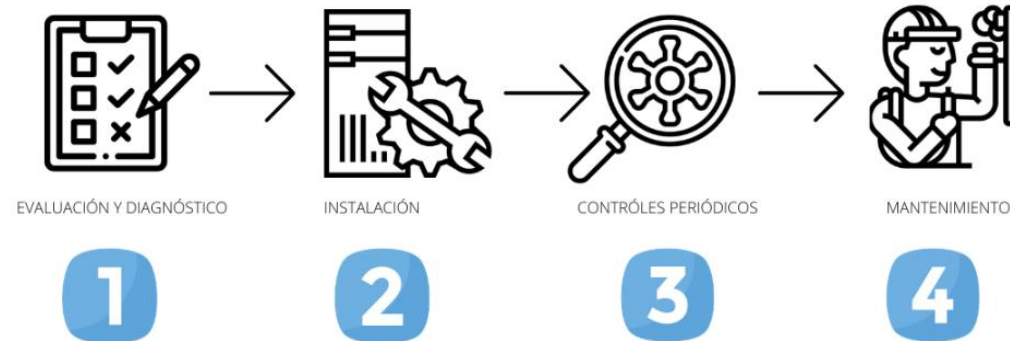 EVALUACIÓN Y DIAGNÓSTICO
INSTALACIÓN
CONTRÓLES PERIÓDICOS
MANTENIMIENTO
1
2
3
4